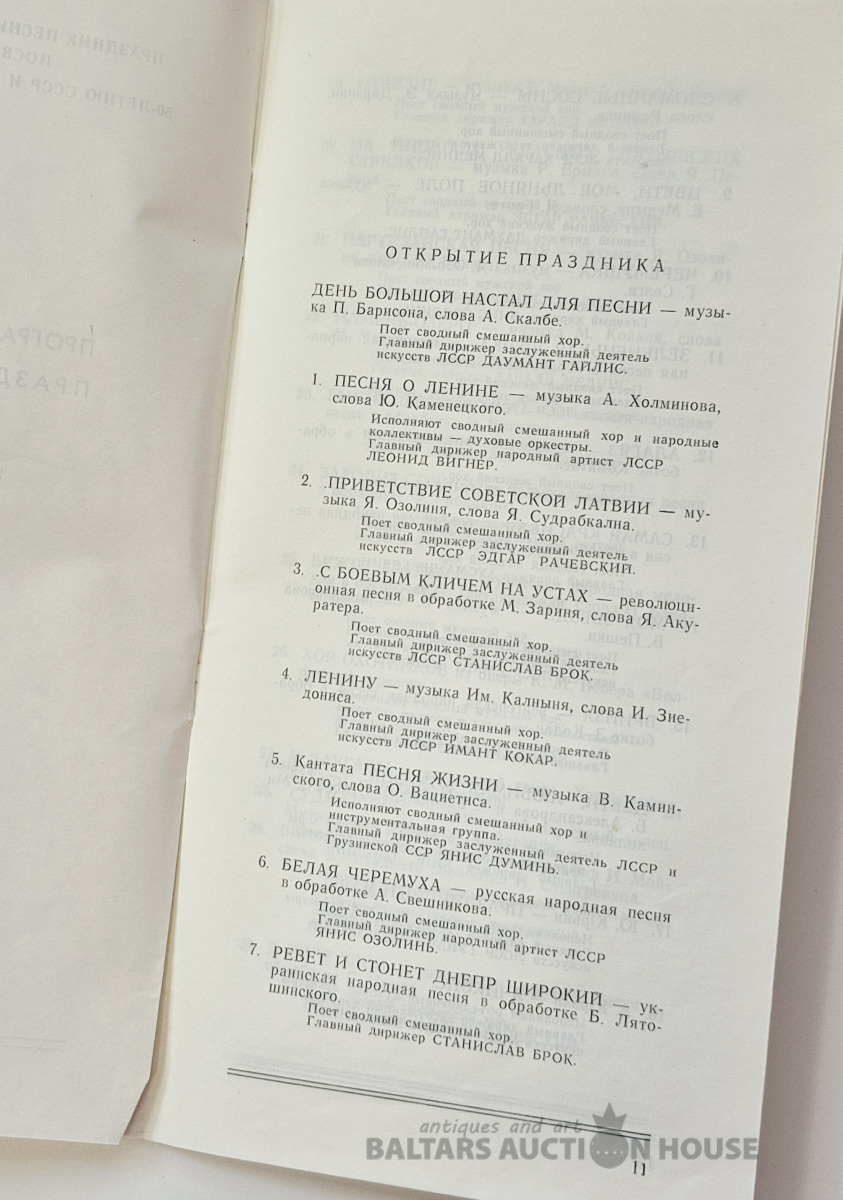 ОТКРЫТИЕ ПРАЗДНИКА
ДЕНЬ БОЛЬШОЙ НАСТАЛ ДЛЯ ПЕСНИ — музы-
ка П. Барисона, слова А. Скалбе.
Поет сводный смешанный хор.
Главный дирижер заслуженный деятель
искусств ЛССР ДАУМАНТ ГАЙЛИС.
1. ПЕСНЯ О ЛЕНИНЕ — музыка А. Холминова,
слова Ю. Каменецкого.
Исполняют сводный смешанный хор и народные
коллективы — духовые оркестры.
Главный дирижер народный артист ЛССР
ЛЕОНИД ВИГНЕР.
2. .ПРИВЕТСТВИЕ СОВЕТСКОЙ ЛАТВИИ — му-
зыка Я. Озолиня, слова Я. Судрабкална.
Поет сводный смешанный хор.
Главный дирижер заслуженный деятель
искусств ЛССР ЭДГАР РАЧЕВСКИЙ.
3. .С БОЕВЫМ КЛИЧЕМ НА УСТАХ — революци-
онная песня в обработке М. Зариня, слова Я. Аку-
ратера.
Поет сводный смешанный хор.
Главный дирижер заслуженный деятель
искусств ЛССР СТАНИСЛАВ БРОК.
4. ЛЕНИНУ — музыка Им. Калныня, слова И. Зие-
дониса.
Поет сводный смешанный хор.
Главный дирижер заслуженный деятель
искусств ЛССР ИМАНТ КОКАР.
5. Кантата ПЕСНЯ ЖИЗНИ — музыка В. Камин-
ского, слова О. Вациетиса.
Исполняют сводный смешанный хор и
инструментальная группа.
Главный дирижер заслуженный деятель ЛССР и
Грузинской ССР ЯНИС ДУМИНЬ.
6. БЕЛАЯ ЧЕРЕМУХА — русская народная песня
в обработке А. Свешникова.
Поет сводный смешанный хор.
Главный дирижер народный артист ЛССР
ЯНИС ОЗОЛИНЬ.
7. РЕВЕТ И СТОНЕТ ДНЕПР ШИРОКИЙ — ук-
раинская народная песня в обработке Б. Лято-
шинского.
Поет сводный смешанный хор.
Главный дирижер СТАНИСЛАВ БРОК.
antiques and art
BALTARS AUCTION HOUSE
11